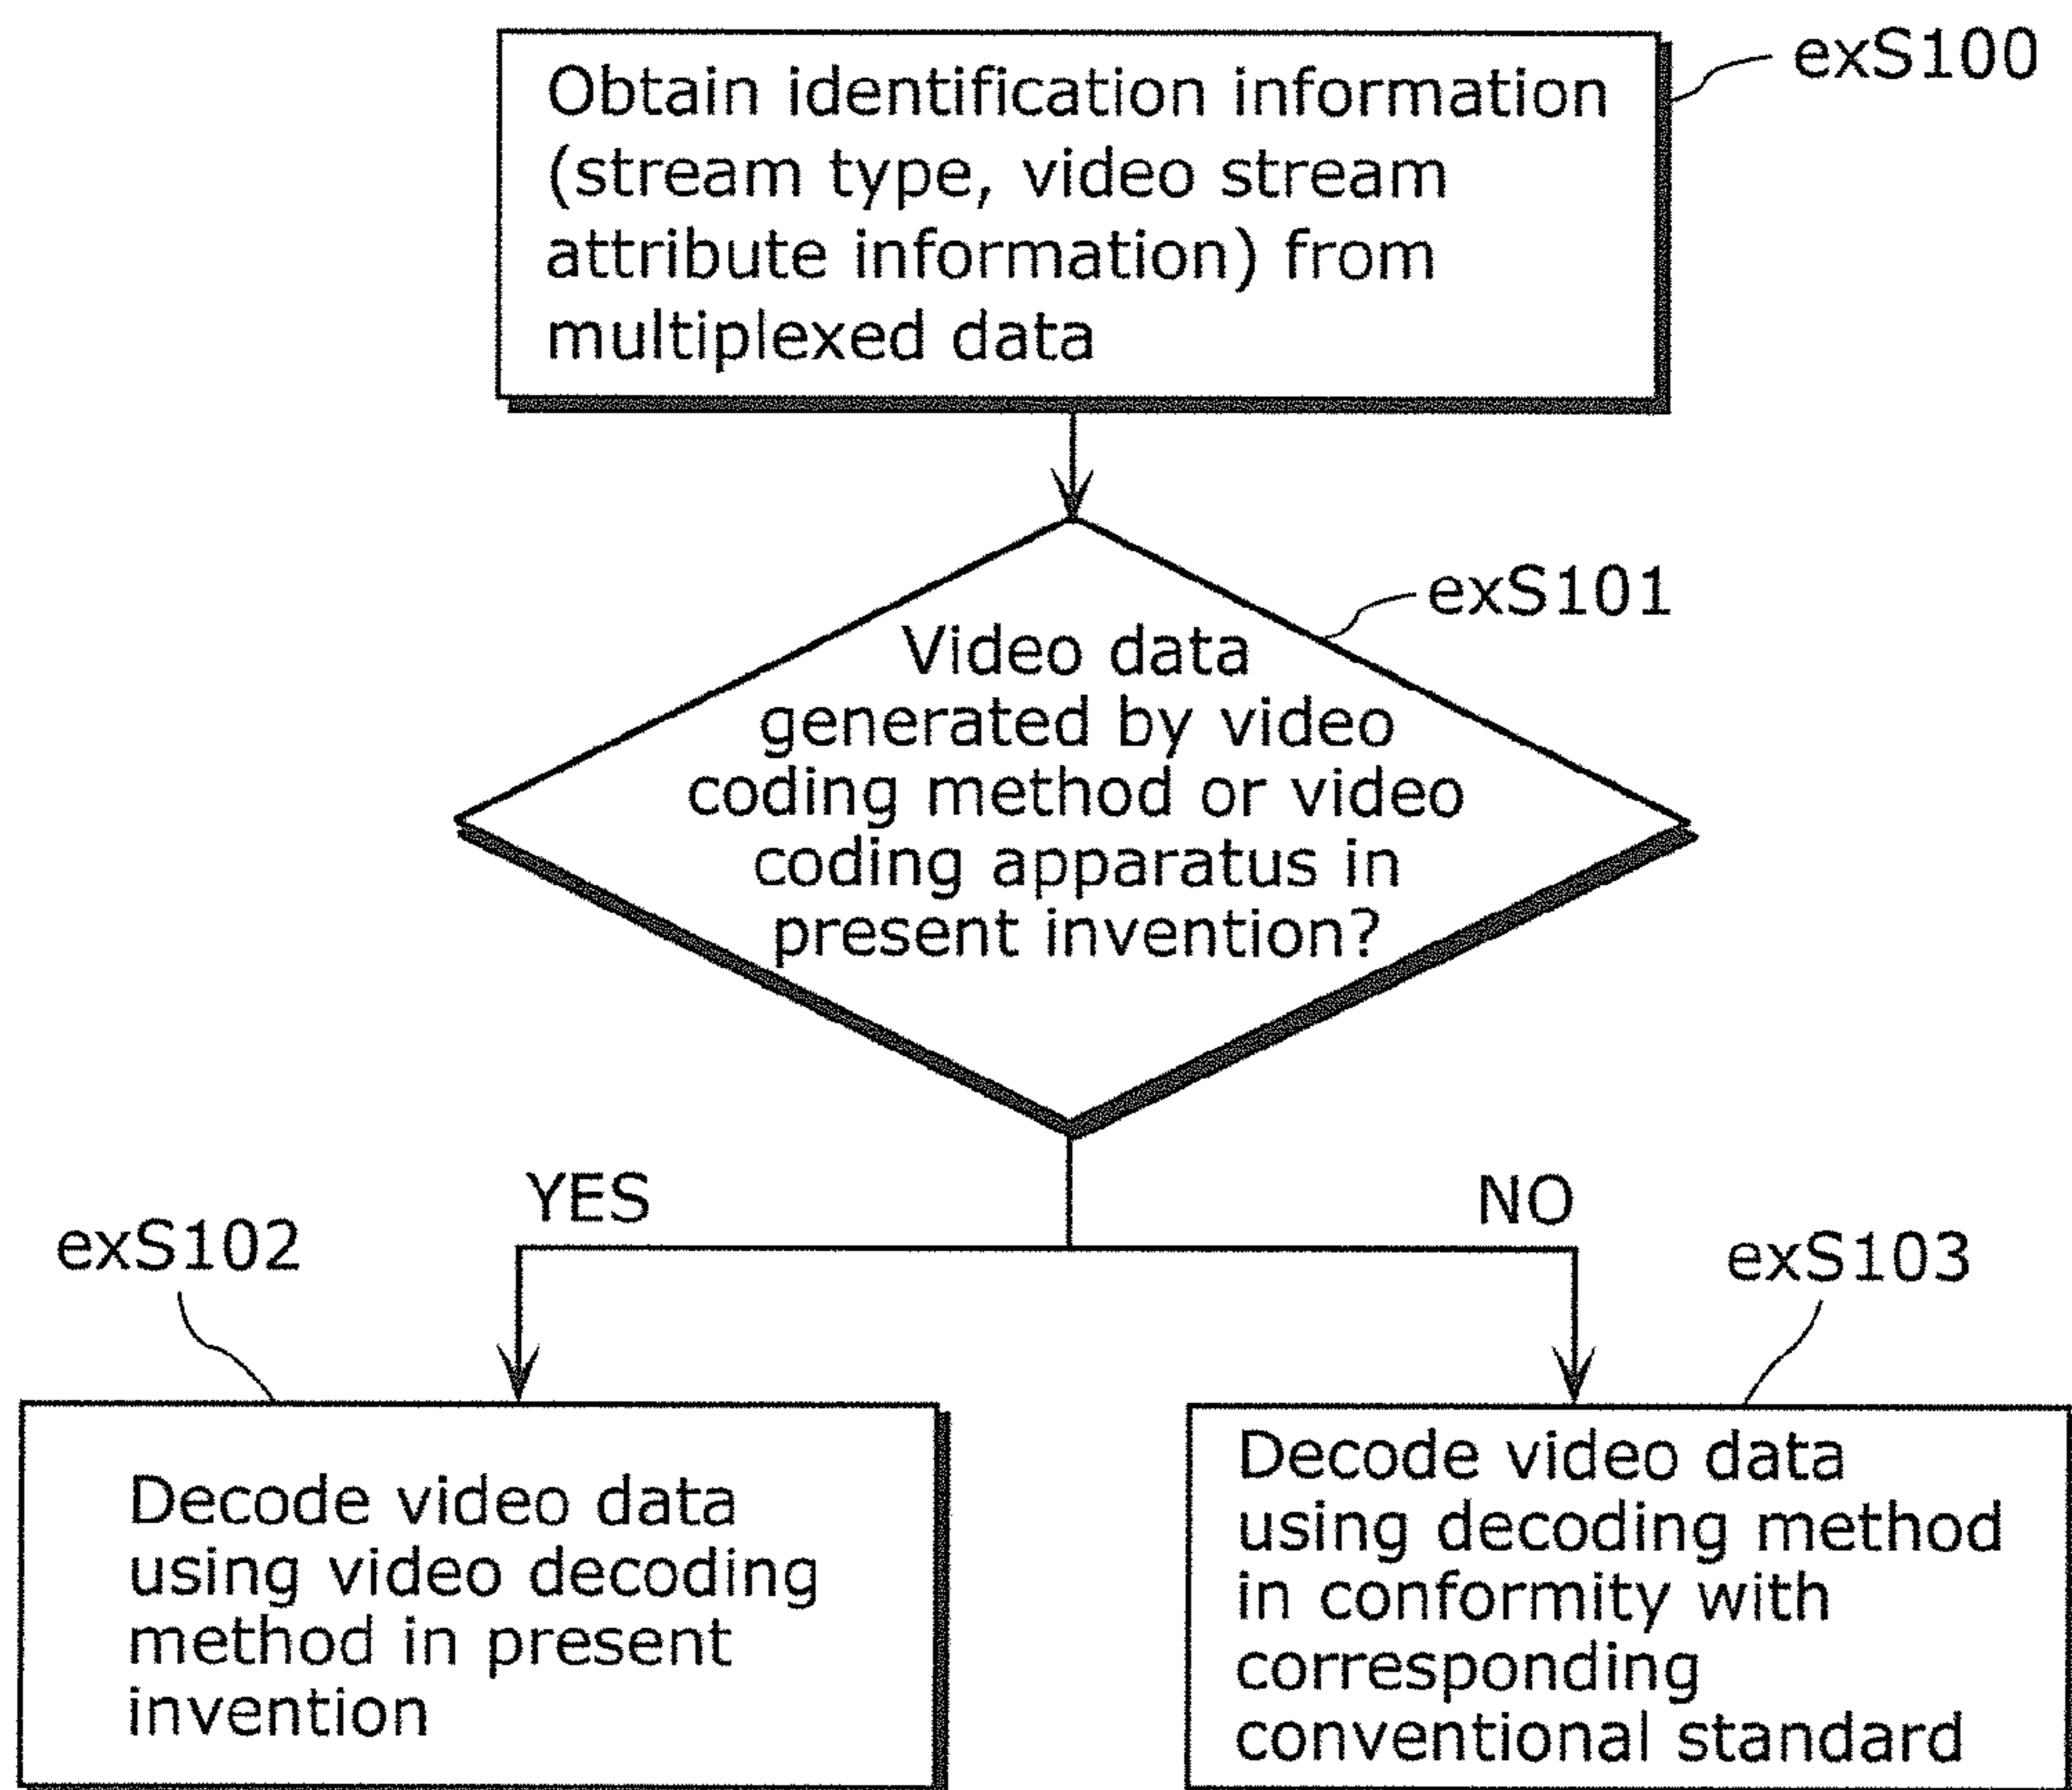 exS100
Obtain identification information
(stream type, video stream
attribute information) from
multiplexed data
exS101
Video data
generated by video
coding method or video
coding apparatus in
present invention?
YES
NO
exS102
exS103
Decode video data
using video decoding
method in present
invention
Decode video data
using decoding method
in conformity with
corresponding
conventional standard